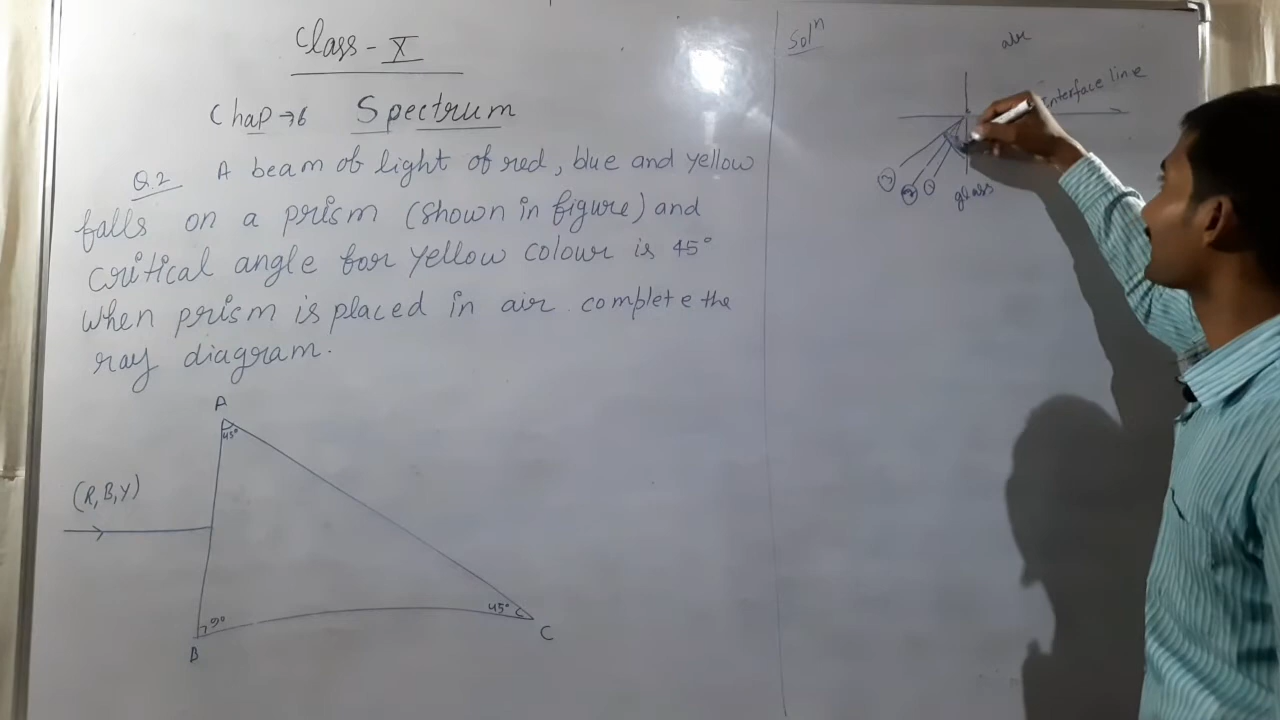 Class - X
Chap → 6 Spectrum
Q.2 A beam of light of red, blue and yellow
falls on a prism (shown in figure) and
critical angle for yellow colour is 45°
when prism is placed in air. complete the
ray diagram.
A
45°
(R, B, Y)
90
B
45°
C
Solⁿ
air
interface line
glass